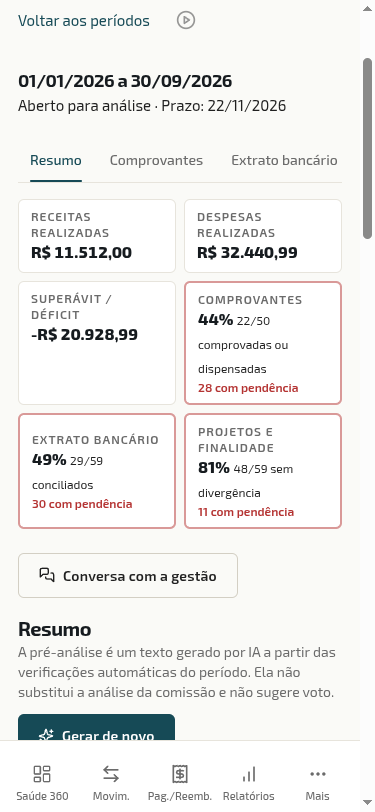 Voltar aos períodos
01/01/2026 a 30/09/2026
Aberto para análise · Prazo: 22/11/2026
Resumo Comprovantes Extrato bancário
RECEITAS
REALIZADAS
R$ 11.512,00
DESPESAS
REALIZADAS
R$ 32.440,99
SUPERÁVIT /
DÉFICIT
-R$ 20.928,99
COMPROVANTES
44% 22/50
comprovadas ou
dispensadas
28 com pendência
EXTRATO BANCÁRIO
49% 29/59
conciliados
30 com pendência
PROJETOS E
FINALIDADE
81% 48/59 sem
divergência
11 com pendência
Conversa com a gestão
Resumo
A pré-análise é um texto gerado por IA a partir das
verificações automáticas do período. Ela não
substitui a análise da comissão e não sugere voto.
Gerar de novo
Saúde 360 Movim. Pag./Reemb. Relatórios Mais